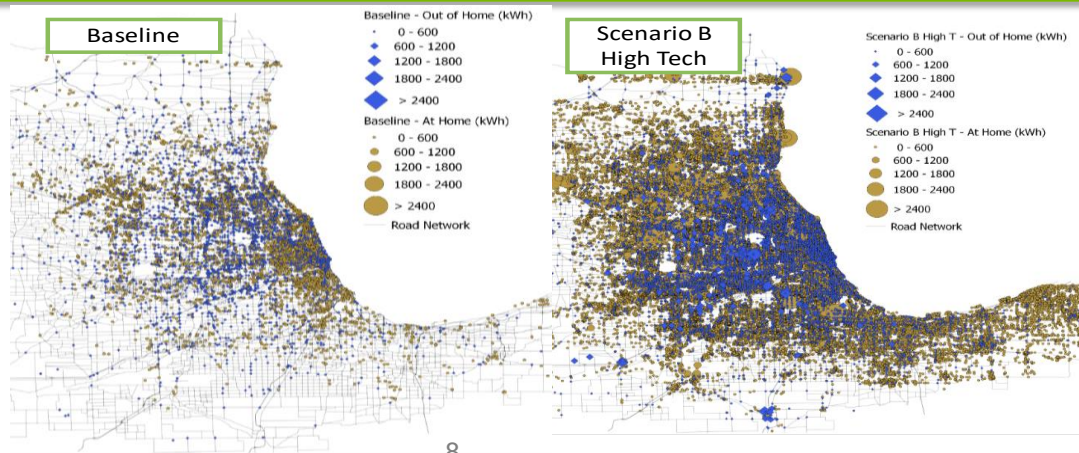 Baseline
Baseline - Out of Home (kWh)
0 - 600
600 - 1200
1200 - 1800
1800 - 2400
> 2400
Baseline - At Home (kWh)
0 - 600
600 - 1200
1200 - 1800
1800 - 2400
> 2400
Road Network
Scenario B
High Tech
Scenario B High T - Out of Home (kWh)
0 - 600
600 - 1200
1200 - 1800
1800 - 2400
> 2400
Scenario B High T - At Home (kWh)
0 - 600
600 - 1200
1200 - 1800
1800 - 2400
> 2400
Road Network
8